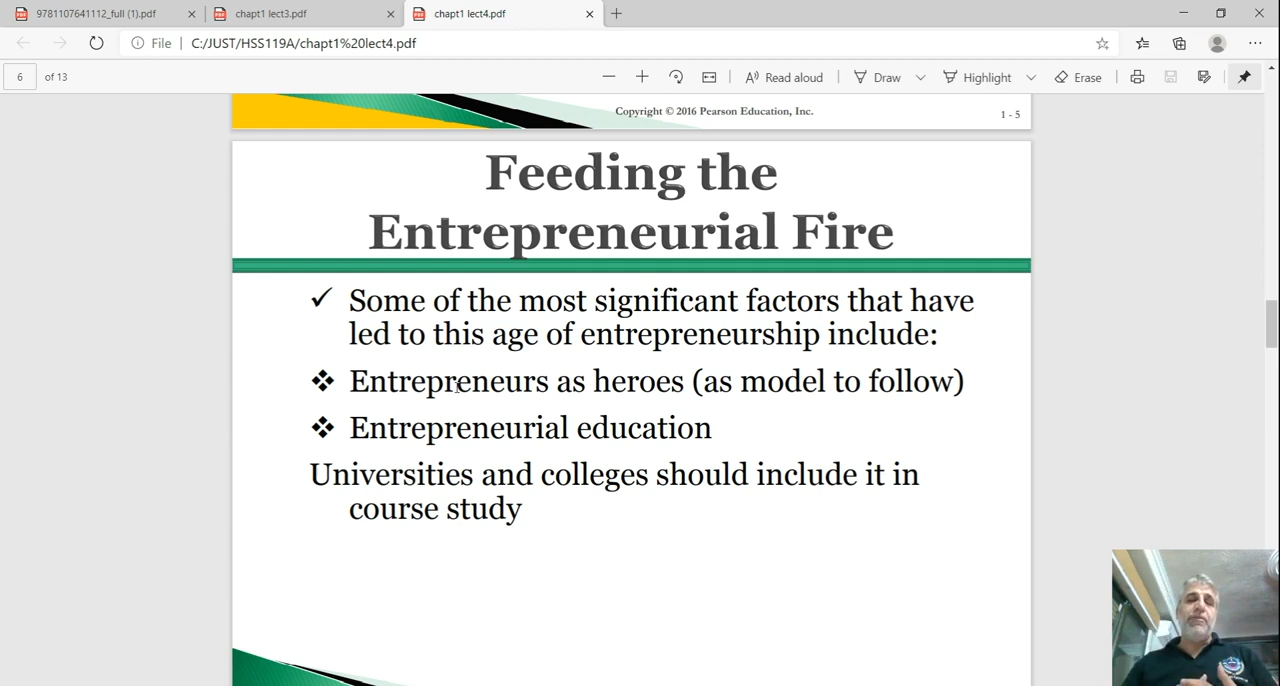 9781107641112_full (1).pdf
chapt1 lect3.pdf
chapt1 lect4.pdf
File
C:/JUST/HSS119A/chapt1%20lect4.pdf
6 of 13
Read aloud
Draw
Highlight
Erase
Copyright © 2016 Pearson Education, Inc.
1 - 5
Feeding the
Entrepreneurial Fire
✓ Some of the most significant factors that have
led to this age of entrepreneurship include:
❖ Entrepreneurs as heroes (as model to follow)
❖ Entrepreneurial education
Universities and colleges should include it in
course study